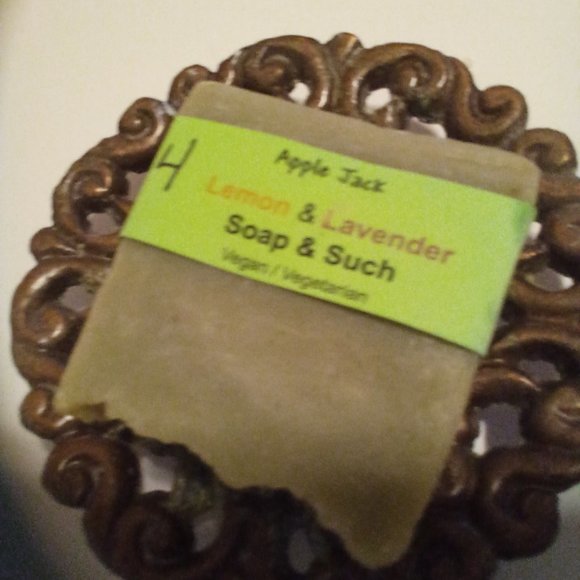 4
Apple Jack
Lemon & Lavender
Soap & Such
Vegan / Vegetarian